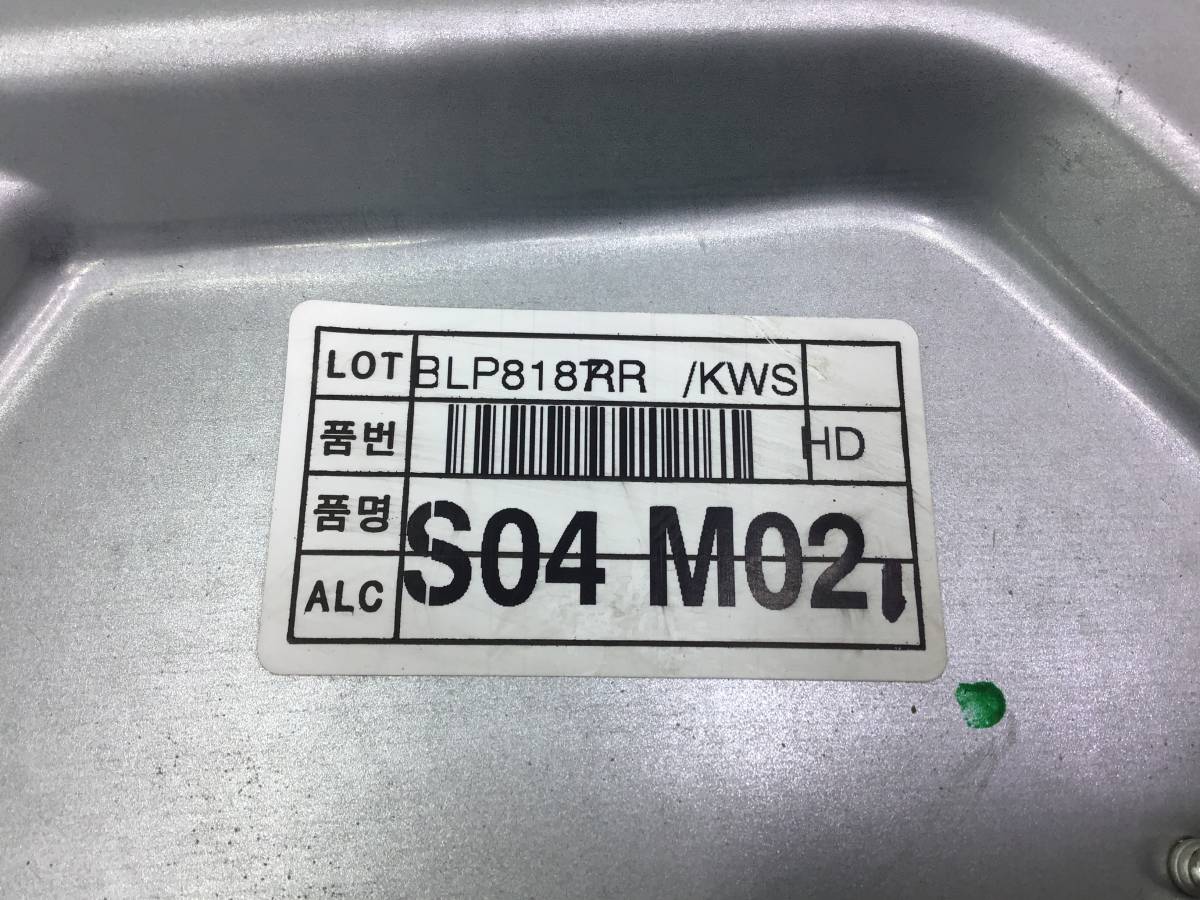 LOT BLP8187RR /KWS
품번 HD
품명 S04 M02
ALC